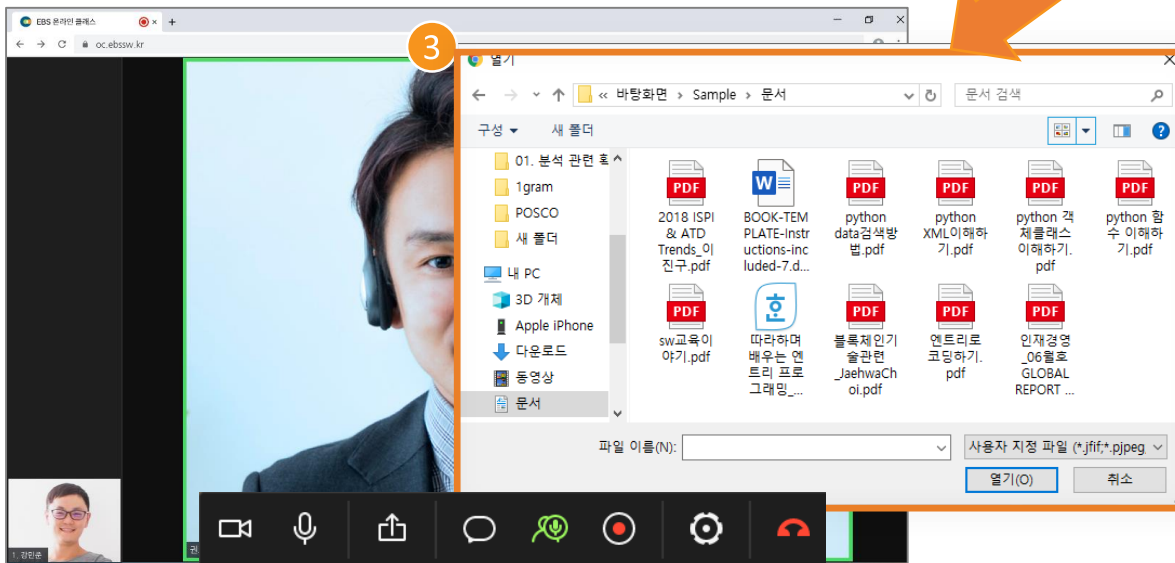 EBS 온라인 클래스
oc.ebssw.kr
3
열기
« 바탕화면 > Sample > 문서
문서 검색
구성
새 폴더
01. 분석 관련
1gram
POSCO
새 폴더
내 PC
3D 개체
Apple iPhone
다운로드
동영상
문서
PDF
2018 ISPI
& ATD
Trends_이
진구.pdf
W
BOOK-TEM
PLATE-Instr
uctions-inc
luded-7.d...
PDF
python
data검색방
법.pdf
PDF
python
XML이해하
기.pdf
PDF
python 객
체클래스
이해하기.
pdf
PDF
python 함
수 이해하
기.pdf
PDF
sw교육이
야기.pdf
호
따라하며
배우는 엔
트리 프로
그래밍_...
PDF
블록체인기
술관련
_JaehwaCh
oi.pdf
PDF
엔트리로
코딩하기.
pdf
PDF
인재경영
_06월호
GLOBAL
REPORT ...
파일 이름(N):
사용자 지정 파일 (*.jfif;*.pjpeg
열기(O)
취소
1. 강민준
권